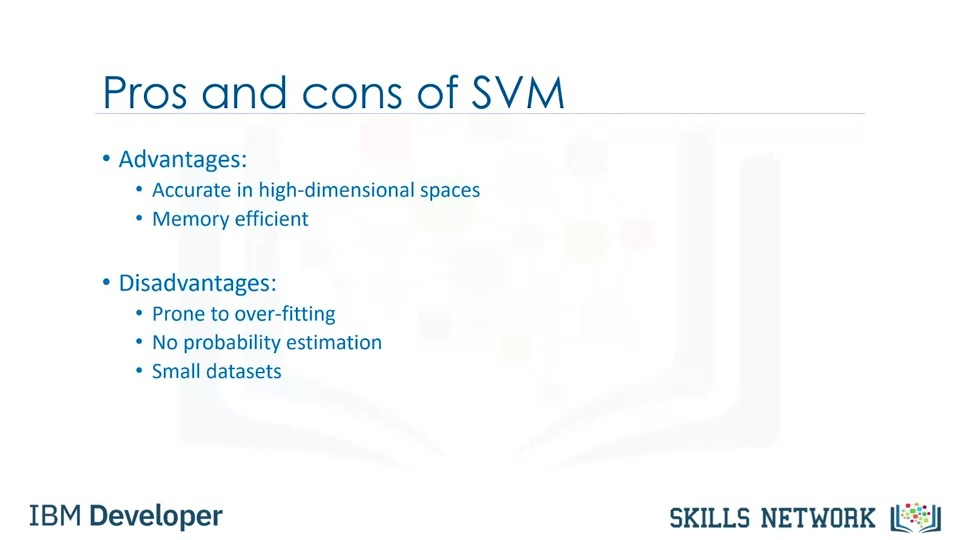 Pros and cons of SVM
• Advantages:
• Accurate in high-dimensional spaces
• Memory efficient
• Disadvantages:
• Prone to over-fitting
• No probability estimation
• Small datasets
IBM Developer
SKILLS NETWORK